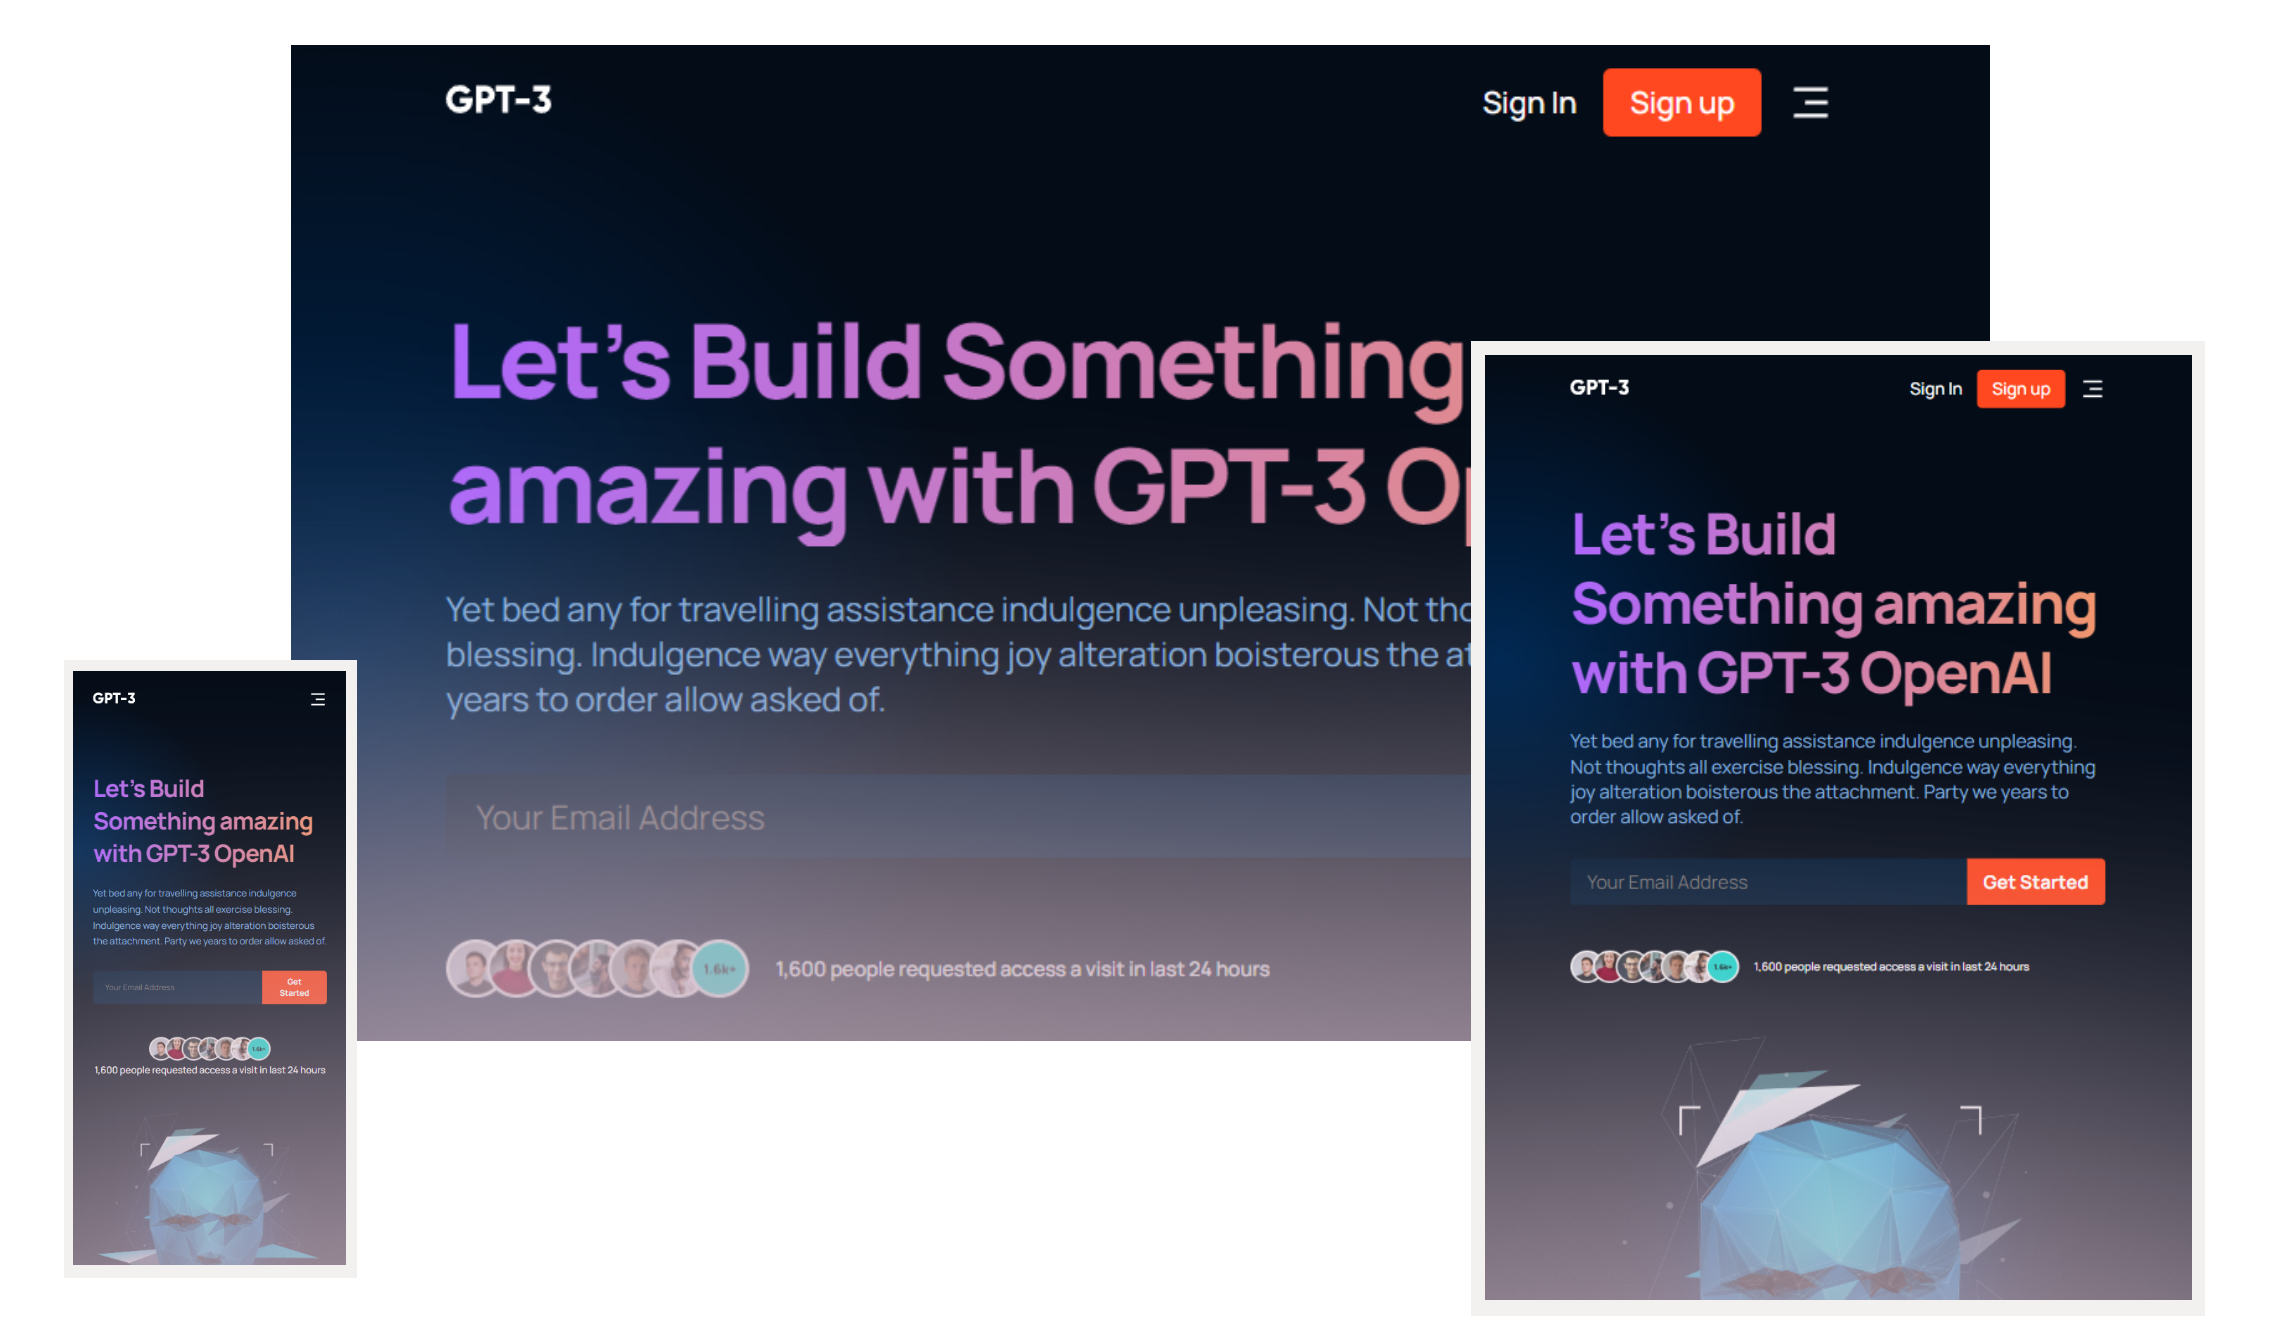 GPT-3
Sign In
Sign up
Let's Build Something
amazing with GPT-3 Op
Yet bed any for travelling assistance indulgence unpleasing. Not tho
blessing. Indulgence way everything joy alteration boisterous the at
years to order allow asked of.
Your Email Address
1.6k+
1,600 people requested access a visit in last 24 hours
GPT-3
Let's Build
Something amazing
with GPT-3 OpenAI
Yet bed any for travelling assistance indulgence
unpleasing. Not thoughts all exercise blessing.
Indulgence way everything joy alteration boisterous
the attachment. Party we years to order allow asked of.
Your Email Address
Get
Started
1.6k+
1,600 people requested access a visit in last 24 hours
GPT-3
Sign In
Sign up
Let's Build
Something amazing
with GPT-3 OpenAI
Yet bed any for travelling assistance indulgence unpleasing.
Not thoughts all exercise blessing. Indulgence way everything
joy alteration boisterous the attachment. Party we years to
order allow asked of.
Your Email Address
Get Started
1.6k+
1,600 people requested access a visit in last 24 hours